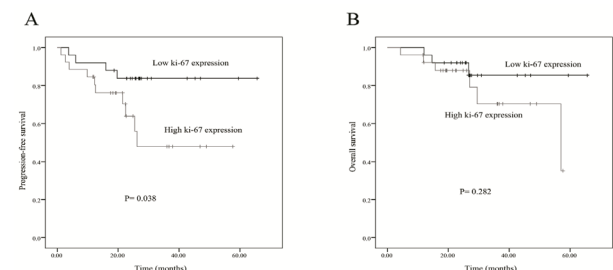 A
1.0
0.8
0.6
0.4
0.2
0.0
Progression-free survival
Low ki-67 expression
High ki-67 expression
P= 0.038
0.00 20.00 40.00 60.00
Time (months)
B
1.0
0.8
0.6
0.4
0.2
0.0
Overall survival
Low ki-67 expression
High ki-67 expression
P= 0.282
0.00 20.00 40.00 60.00
Time (months)